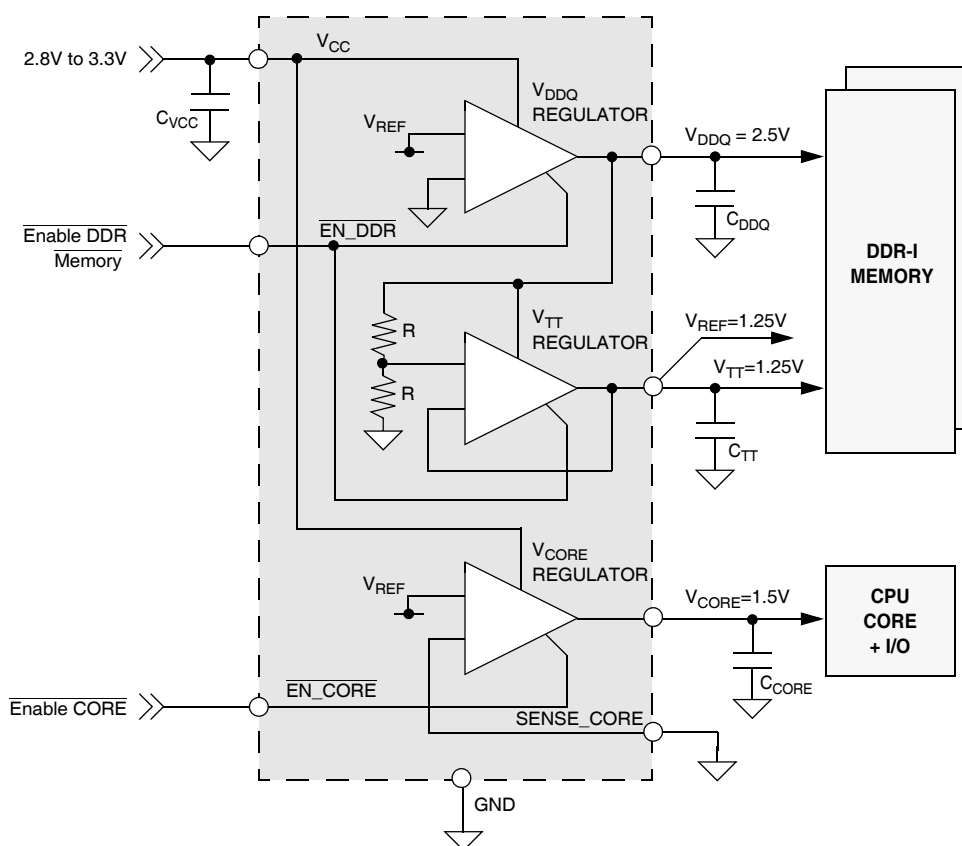 2.8V to 3.3V
VCC
CVCC
VREF
VDDQ
REGULATOR
VDDQ = 2.5V
CDDQ
Enable DDR
Memory
EN_DDR
DDR-I
MEMORY
R
R
VTT
REGULATOR
VREF=1.25V
VTT=1.25V
CTT
VREF
VCORE
REGULATOR
VCORE=1.5V
CCORE
CPU
CORE
+ I/O
Enable CORE
EN_CORE
SENSE_CORE
GND